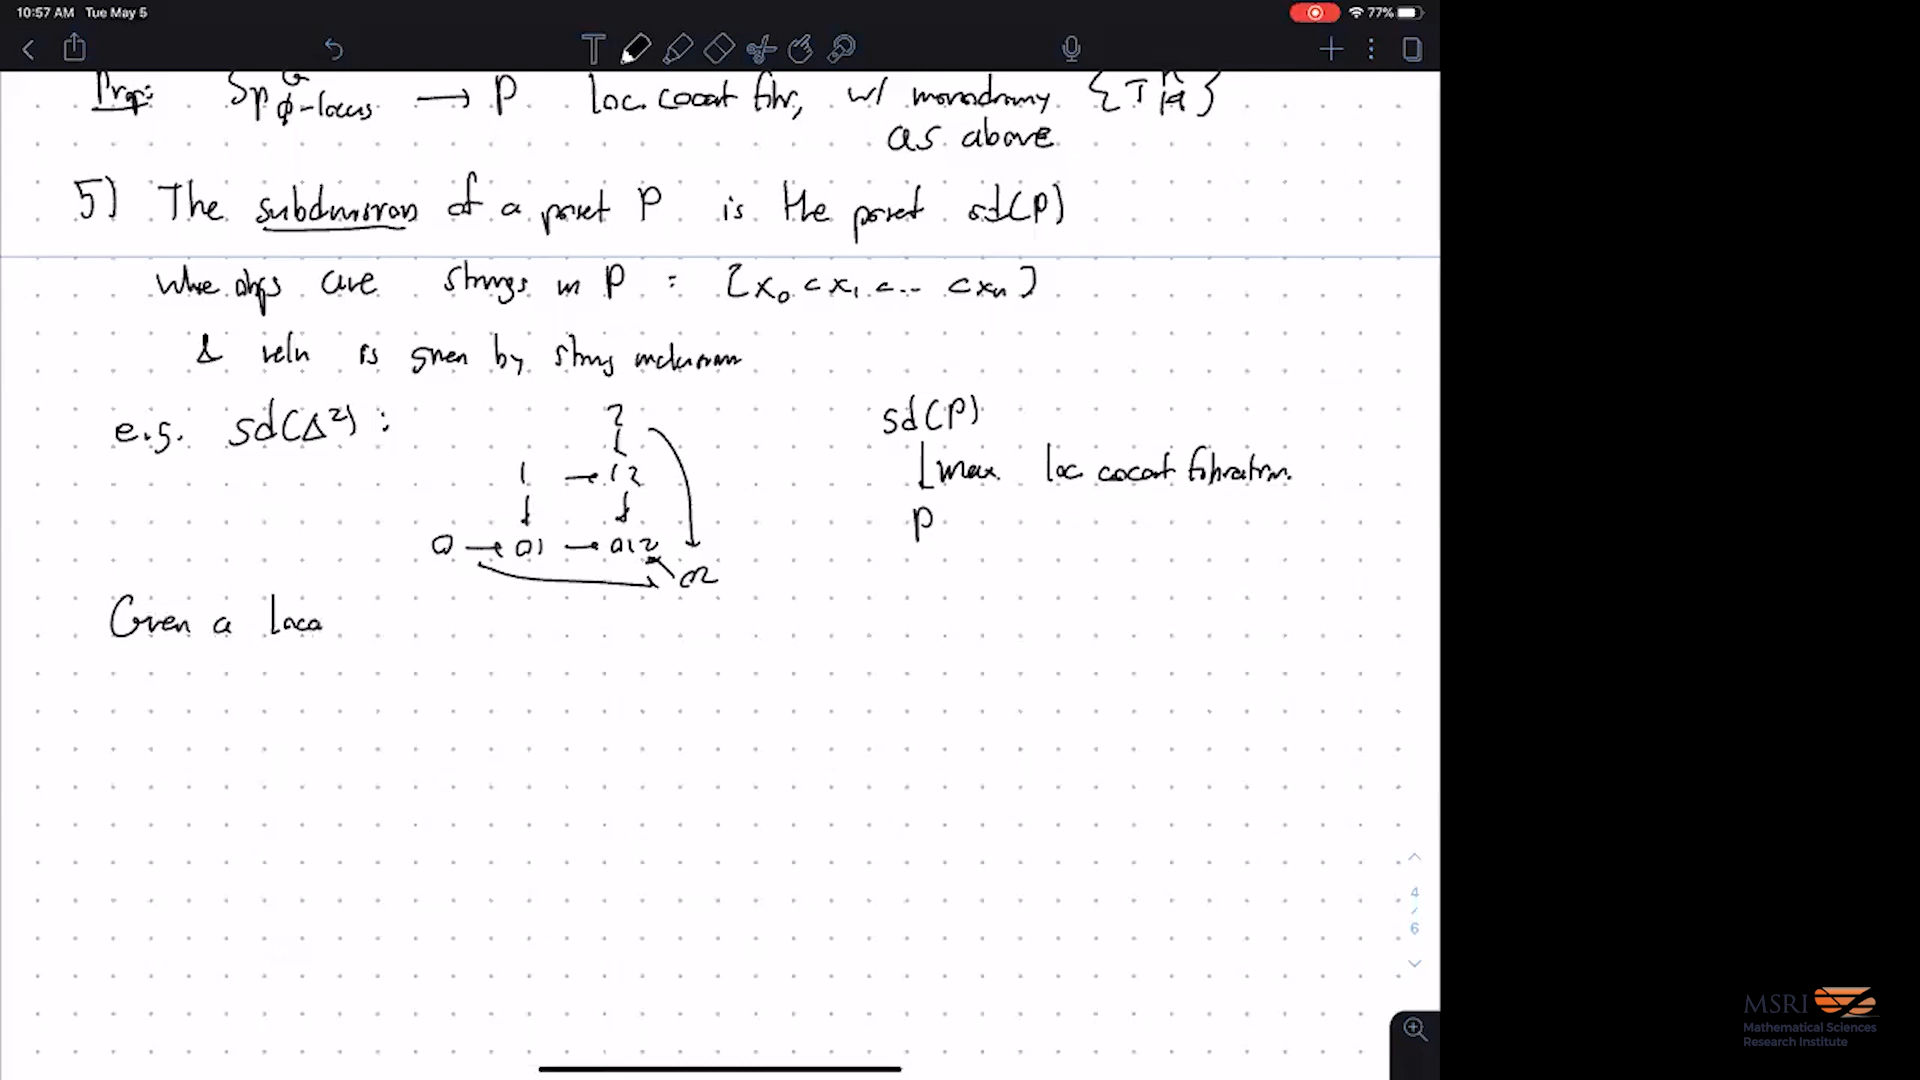 10:57 AM Tue May 5
77%
Prop: Sp^G_{φ-locus} → P loc. cocart fibr, w/ monodromy {T }
as above
5) The subdivision of a poset P is the poset sd(P)
where objs are strings in P : [x₀ < x₁ < ... < xₙ]
& reln is given by string inclusion
e.g. sd(Δ²) :
2
1 → 12
0 → 01 → 012
02
sd(P)
↓ max loc cocart fibration.
P
Given a loca
4
/
6
MSRI
Mathematical Sciences
Research Institute